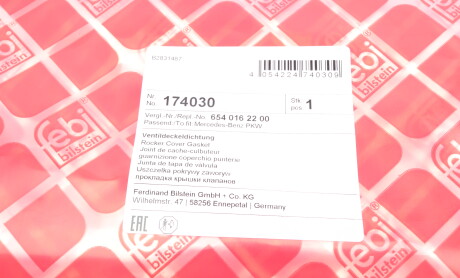 febi
bilstein
4 054224 740309
Nr.
No. 174030
Stk
pcs. 1
Vergl.-Nr./Repl.-No. 654 016 22 00
Passend/To fit Mercedes-Benz PKW
Ventildeckeldichtung
Rocker Cover Gasket
Joint de cache-culbuteur
guarnizione coperchio punterie
Junta de tapa de válvula
Uszczelka pokrywy zaworów
прокладка крышки клапанов
Ferdinand Bilstein GmbH + Co. KG
Wilhelmstr. 47 | 58256 Ennepetal | Germany
EAC